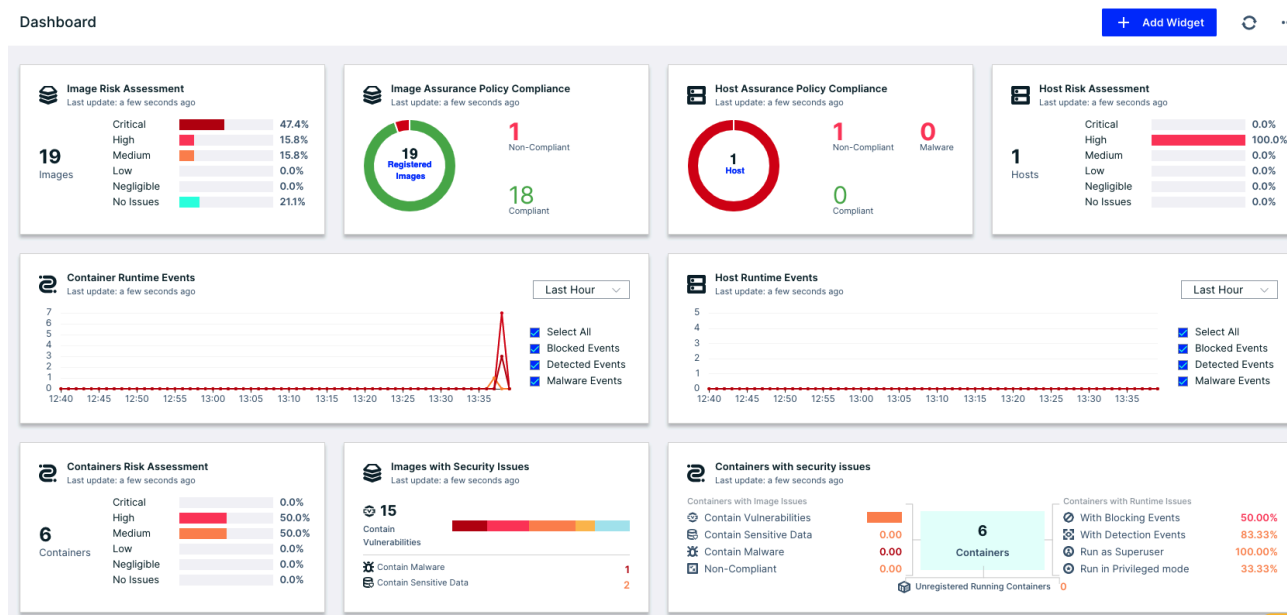 Dashboard
Add Widget
Image Risk Assessment
Last update: a few seconds ago
19
Images
Critical 47.4%
High 15.8%
Medium 15.8%
Low 0.0%
Negligible 0.0%
No Issues 21.1%
Image Assurance Policy Compliance
Last update: a few seconds ago
19
Registered
Images
1
Non-Compliant
18
Compliant
Host Assurance Policy Compliance
Last update: a few seconds ago
1
Host
1
Non-Compliant
0
Malware
0
Compliant
Host Risk Assessment
Last update: a few seconds ago
1
Hosts
Critical 0.0%
High 100.0%
Medium 0.0%
Low 0.0%
Negligible 0.0%
No Issues 0.0%
Container Runtime Events
Last update: a few seconds ago
Last Hour
7
6
5
4
3
2
1
0
12:40 12:45 12:50 12:55 13:00 13:05 13:10 13:15 13:20 13:25 13:30 13:35
Select All
Blocked Events
Detected Events
Malware Events
Host Runtime Events
Last update: a few seconds ago
Last Hour
5
4
3
2
1
0
12:40 12:45 12:50 12:55 13:00 13:05 13:10 13:15 13:20 13:25 13:30 13:35
Select All
Blocked Events
Detected Events
Malware Events
Containers Risk Assessment
Last update: a few seconds ago
6
Containers
Critical 0.0%
High 50.0%
Medium 50.0%
Low 0.0%
Negligible 0.0%
No Issues 0.0%
Images with Security Issues
Last update: a few seconds ago
15
Contain
Vulnerabilities
Contain Malware 1
Contain Sensitive Data 2
Containers with security issues
Last update: a few seconds ago
Containers with Image Issues
Contain Vulnerabilities
Contain Sensitive Data 0.00
Contain Malware 0.00
Non-Compliant 0.00
6
Containers
Unregistered Running Containers 0
Containers with Runtime Issues
With Blocking Events 50.00%
With Detection Events 83.33%
Run as Superuser 100.00%
Run in Privileged mode 33.33%